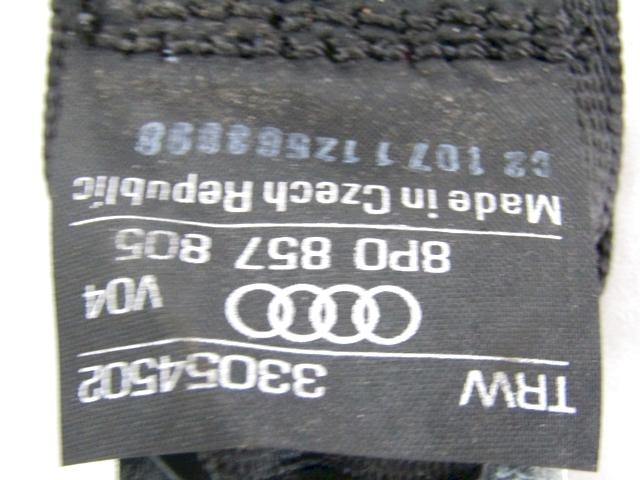 TRW 33054502
V04
8P0 857 805
Made in Czech Republic